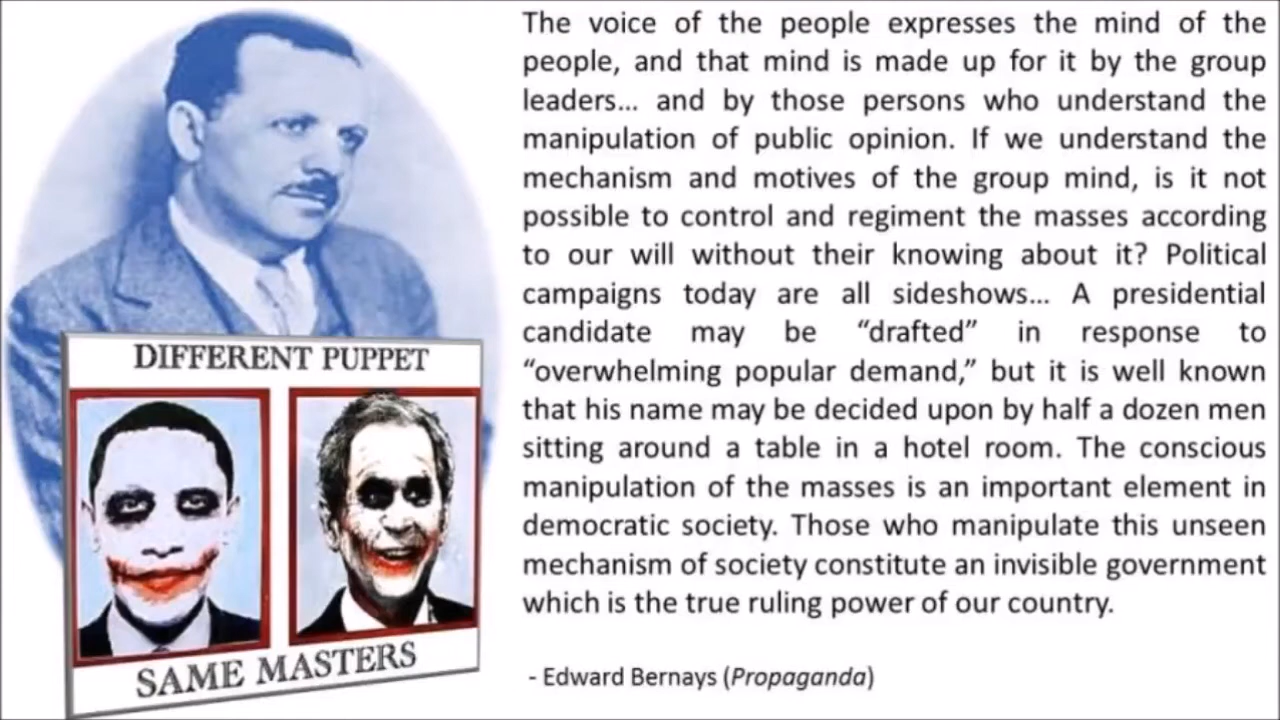 The voice of the people expresses the mind of the
people, and that mind is made up for it by the group
leaders... and by those persons who understand the
manipulation of public opinion. If we understand the
mechanism and motives of the group mind, is it not
possible to control and regiment the masses according
to our will without their knowing about it? Political
campaigns today are all sideshows... A presidential
candidate may be “drafted” in response to
“overwhelming popular demand,” but it is well known
that his name may be decided upon by half a dozen men
sitting around a table in a hotel room. The conscious
manipulation of the masses is an important element in
democratic society. Those who manipulate this unseen
mechanism of society constitute an invisible government
which is the true ruling power of our country.
- Edward Bernays (Propaganda)
DIFFERENT PUPPET
SAME MASTERS